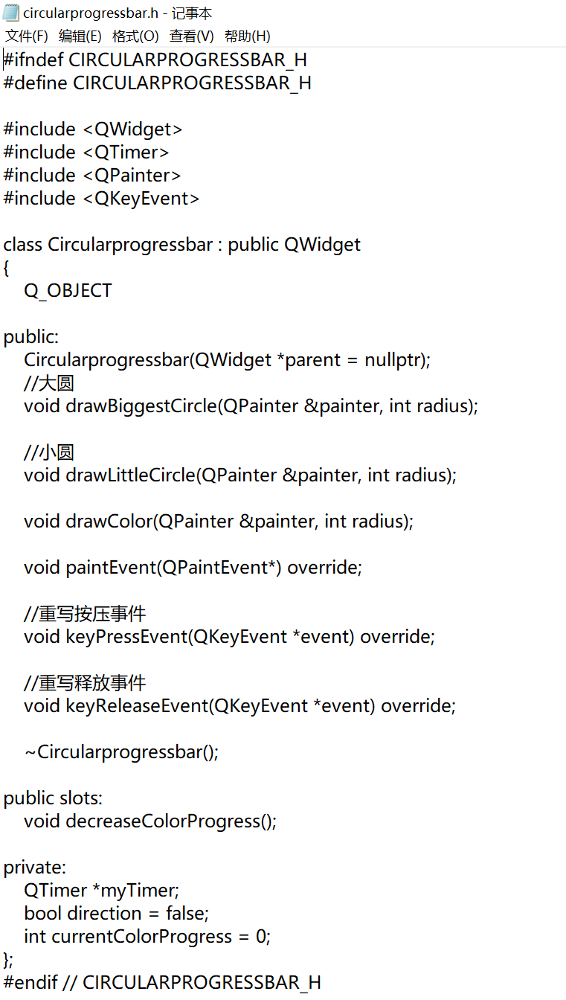 circularprogressbar.h - 记事本
文件(F) 编辑(E) 格式(O) 查看(V) 帮助(H)
#ifndef CIRCULARPROGRESSBAR_H
#define CIRCULARPROGRESSBAR_H

#include <QWidget>
#include <QTimer>
#include <QPainter>
#include <QKeyEvent>

class Circularprogressbar : public QWidget
{
    Q_OBJECT

public:
    Circularprogressbar(QWidget *parent = nullptr);
    //大圆
    void drawBiggestCircle(QPainter &painter, int radius);

    //小圆
    void drawLittleCircle(QPainter &painter, int radius);

    void drawColor(QPainter &painter, int radius);

    void paintEvent(QPaintEvent*) override;

    //重写按压事件
    void keyPressEvent(QKeyEvent *event) override;

    //重写释放事件
    void keyReleaseEvent(QKeyEvent *event) override;

    ~Circularprogressbar();

public slots:
    void decreaseColorProgress();

private:
    QTimer *myTimer;
    bool direction = false;
    int currentColorProgress = 0;
};
#endif // CIRCULARPROGRESSBAR_H